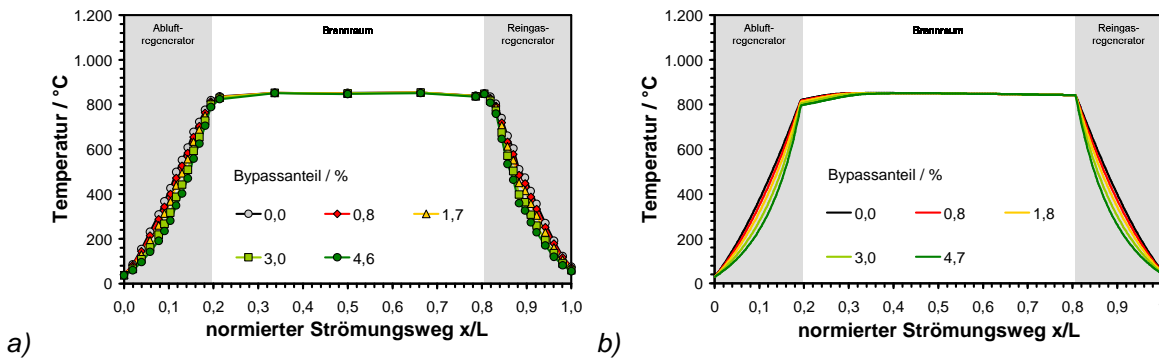 Abluft-
regenerator
Brennraum
Reingas-
regenerator
1.200
1.000
800
600
400
200
0
Temperatur / °C
Bypassanteil / %
0,0 0,8 1,7
3,0 4,6
0,0 0,1 0,2 0,3 0,4 0,5 0,6 0,7 0,8 0,9 1,0
normierter Strömungsweg x/L
a)
Abluft-
regenerator
Brennraum
Reingas-
regenerator
1.200
1.000
800
600
400
200
0
Temperatur / °C
Bypassanteil / %
0,0 0,8 1,8
3,0 4,7
0 0,1 0,2 0,3 0,4 0,5 0,6 0,7 0,8 0,9
normierter Strömungsweg x/L
b)